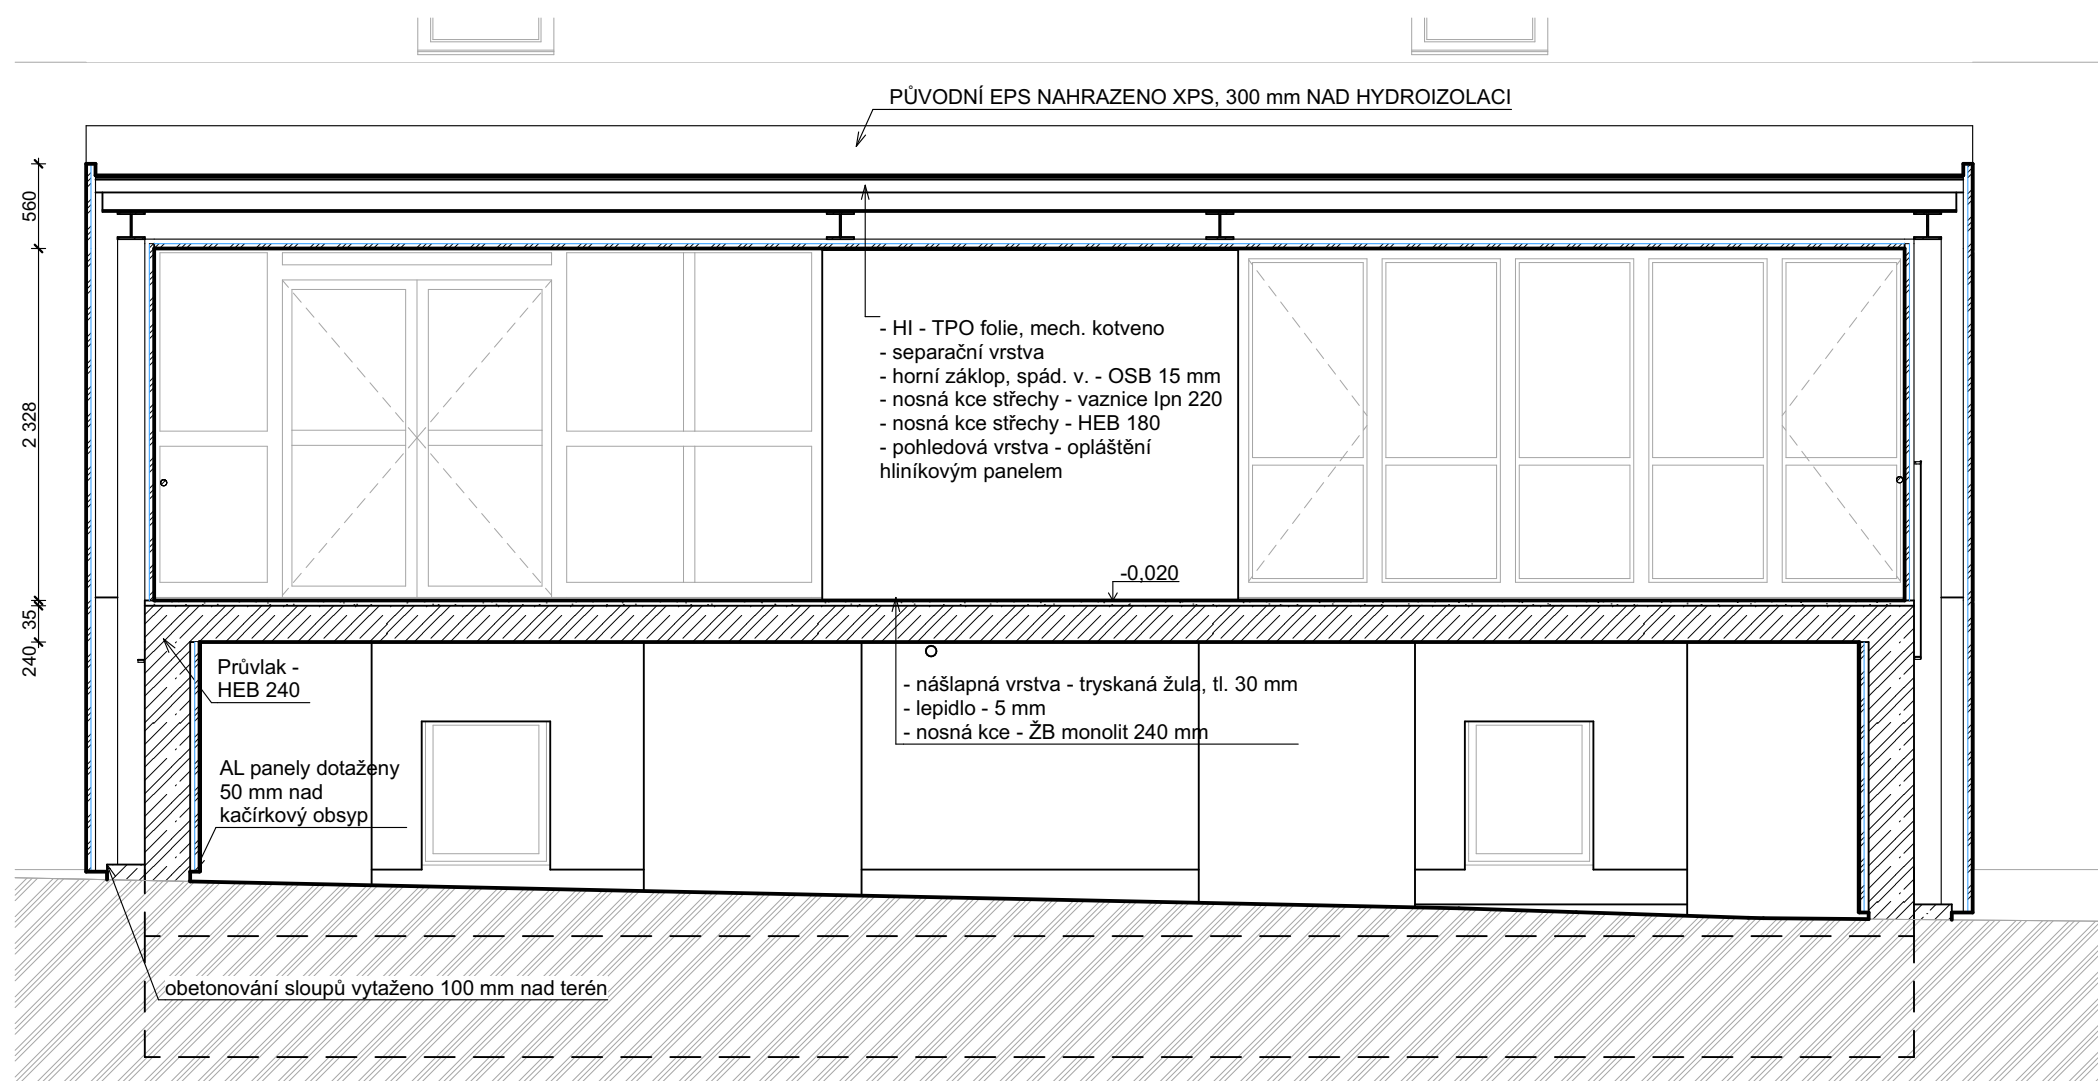 PŮVODNÍ EPS NAHRAZENO XPS, 300 mm NAD HYDROIZOLACI
560
2 328
35
240
- HI - TPO folie, mech. kotveno
- separační vrstva
- horní záklop, spád. v. - OSB 15 mm
- nosná kce střechy - vaznice Ipn 220
- nosná kce střechy - HEB 180
- pohledová vrstva - opláštění
hliníkovým panelem
-0,020
Průvlak -
HEB 240
- nášlapná vrstva - tryskaná žula, tl. 30 mm
- lepidlo - 5 mm
- nosná kce - ŽB monolit 240 mm
AL panely dotaženy
50 mm nad
kačírkový obsyp
obetonování sloupů vytaženo 100 mm nad terén